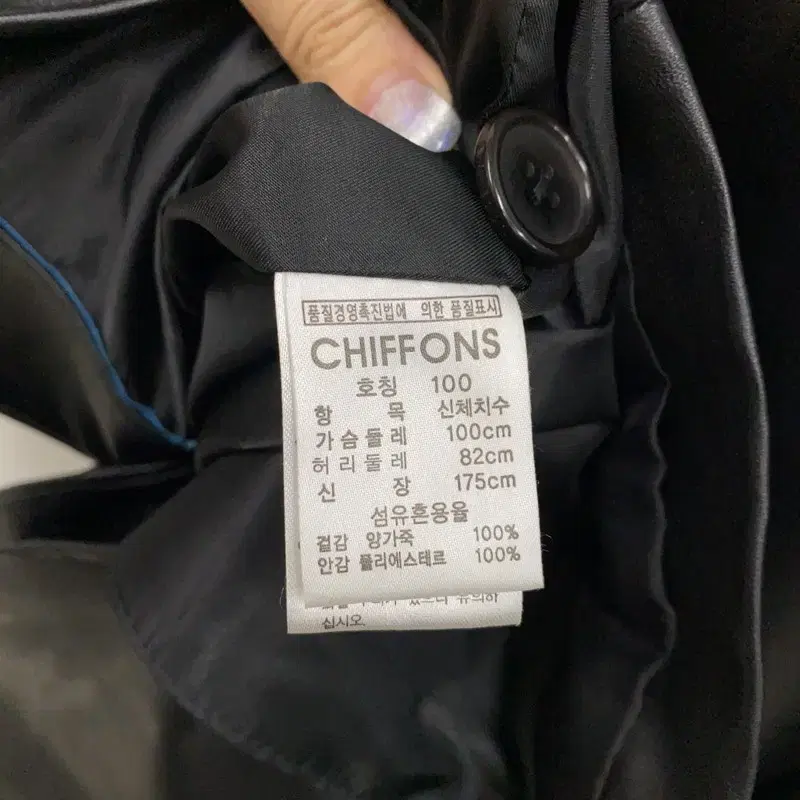 품질경영촉진법에 의한 품질표시
CHIFFONS
호칭 100
항 목 신체치수
가슴둘레 100cm
허리둘레 82cm
신 장 175cm
섬유혼용율
겉감 양가죽 100%
안감 폴리에스테르 100%
유의하
십시오